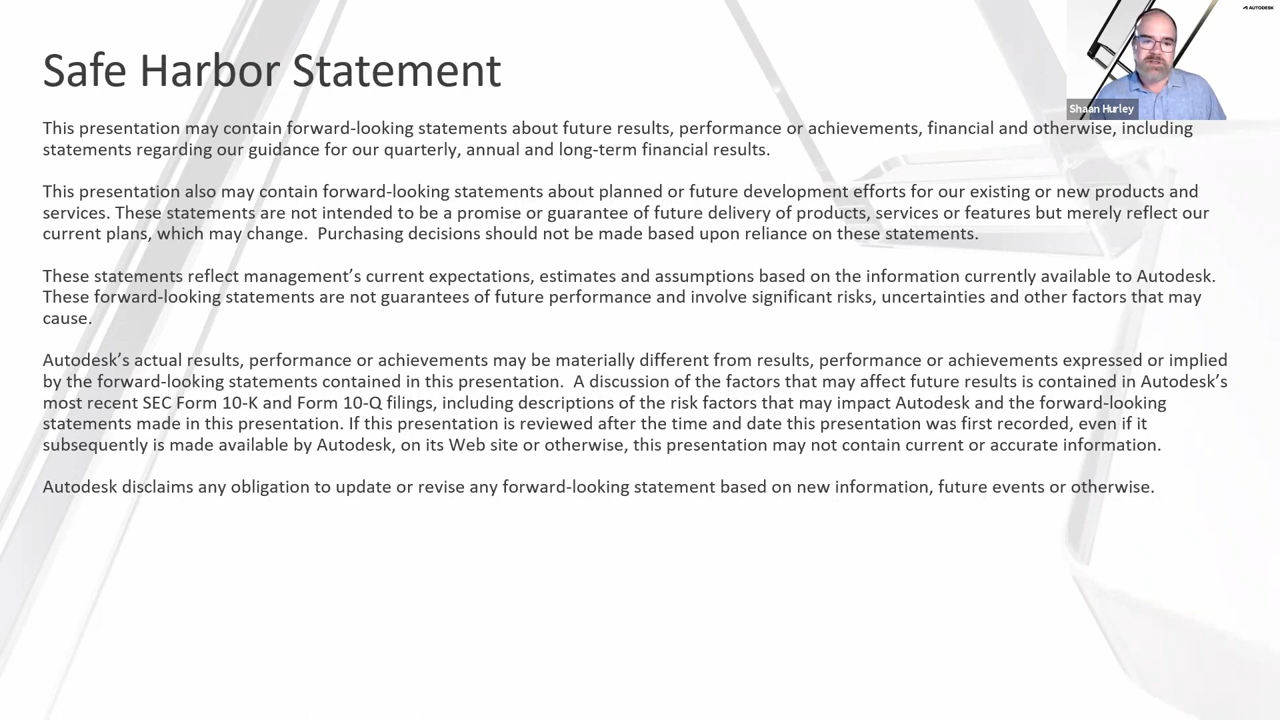 AUTODESK
Safe Harbor Statement
Shaan Hurley
This presentation may contain forward-looking statements about future results, performance or achievements, financial and otherwise, including
statements regarding our guidance for our quarterly, annual and long-term financial results.
This presentation also may contain forward-looking statements about planned or future development efforts for our existing or new products and
services. These statements are not intended to be a promise or guarantee of future delivery of products, services or features but merely reflect our
current plans, which may change.  Purchasing decisions should not be made based upon reliance on these statements.
These statements reflect management’s current expectations, estimates and assumptions based on the information currently available to Autodesk.
These forward-looking statements are not guarantees of future performance and involve significant risks, uncertainties and other factors that may
cause.
Autodesk’s actual results, performance or achievements may be materially different from results, performance or achievements expressed or implied
by the forward-looking statements contained in this presentation.  A discussion of the factors that may affect future results is contained in Autodesk’s
most recent SEC Form 10-K and Form 10-Q filings, including descriptions of the risk factors that may impact Autodesk and the forward-looking
statements made in this presentation. If this presentation is reviewed after the time and date this presentation was first recorded, even if it
subsequently is made available by Autodesk, on its Web site or otherwise, this presentation may not contain current or accurate information.
Autodesk disclaims any obligation to update or revise any forward-looking statement based on new information, future events or otherwise.